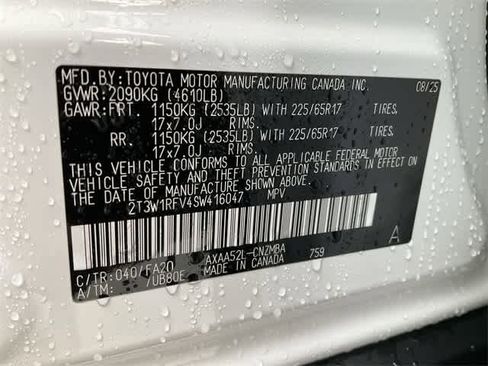 MFD. BY TOYOTA MOTOR MANUFACTURING CANADA INC. 08/25
GVWR: 2090KG (4610LB)
GAWR: FRT. 1150KG (2535LB) WITH 225/65R17 TIRES,
17x7.0J RIMS.
RR. 1150KG (2535LB) WITH 225/65R17 TIRES,
17x7.0J RIMS.
THIS VEHICLE CONFORMS TO ALL APPLICABLE FEDERAL MOTOR
VEHICLE SAFETY AND THEFT PREVENTION STANDARDS IN EFFECT ON
THE DATE OF MANUFACTURE SHOWN ABOVE.
2T3W1RFV4SW416047 MPV
C/TR: 040/FA20 AXAA52L-CNZMBA 759 A
A/TM: /UB80E MADE IN CANADA